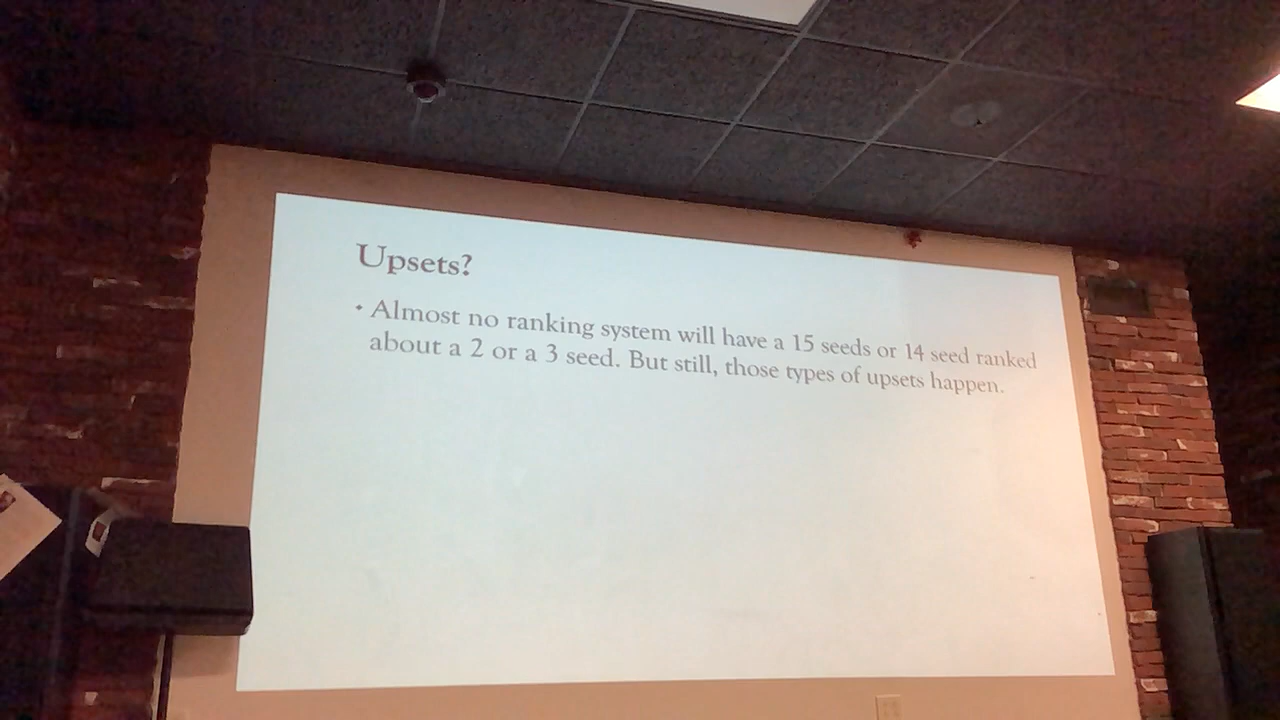 Upsets?
• Almost no ranking system will have a 15 seeds or 14 seed ranked
about a 2 or a 3 seed. But still, those types of upsets happen.